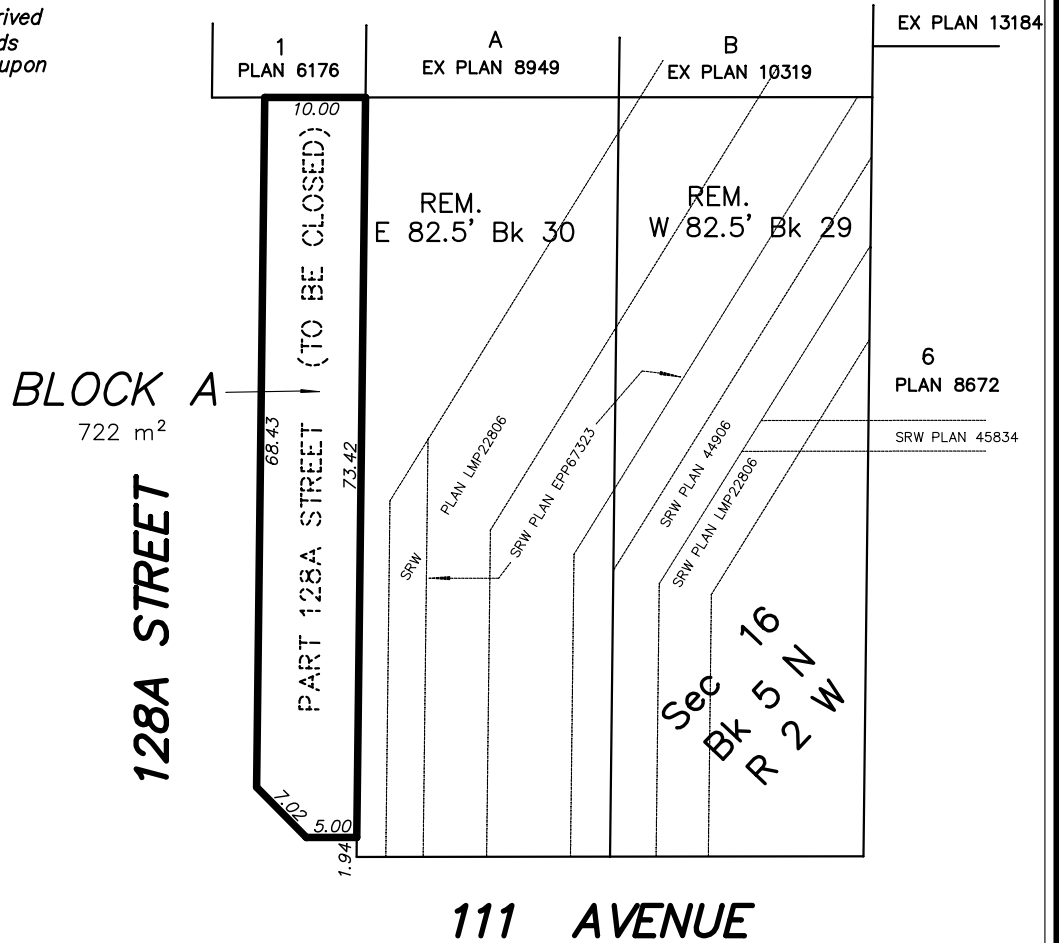 rived
ds
upon
1
PLAN 6176
A
EX PLAN 8949
B
EX PLAN 10319
EX PLAN 13184
10.00
REM.
E 82.5' Bk 30
REM.
W 82.5' Bk 29
PART 128A STREET (TO BE CLOSED)
BLOCK A
722 m²
68.43
73.42
6
PLAN 8672
SRW PLAN 45834
SRW
PLAN LMP22806
SRW PLAN EPP67323
SRW PLAN 44906
SRW PLAN LMP22806
128A STREET
Sec 16
Bk 5 N
R 2 W
7.02
5.00
1.94
111 AVENUE